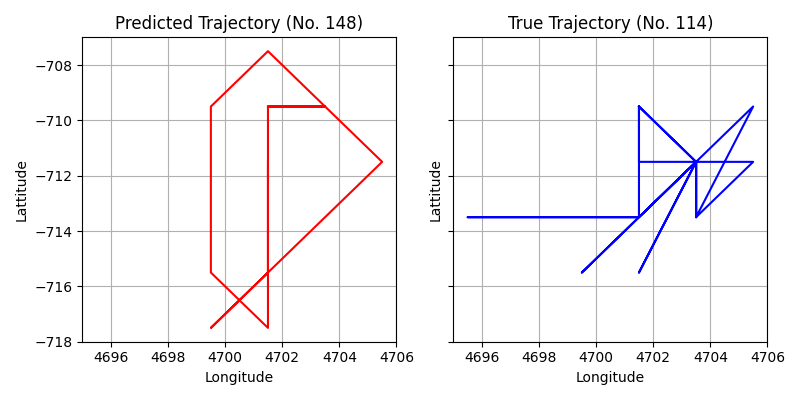 Predicted Trajectory (No. 148)
True Trajectory (No. 114)
Lattitude
−708
−710
−712
−714
−716
−718
4696 4698 4700 4702 4704 4706
Longitude
Lattitude
4696 4698 4700 4702 4704 4706
Longitude